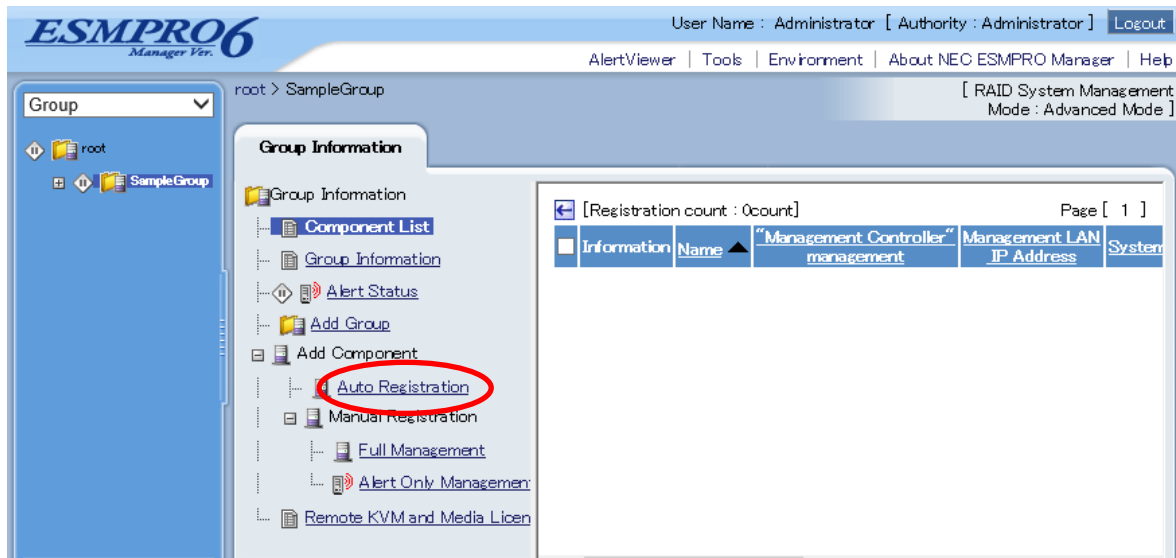 User Name : Administrator [ Authority : Administrator ] Logout
ESMPRO6
Manager Ver.
AlertViewer | Tools | Environment | About NEC ESMPRO Manager | Help
Group
root > SampleGroup
[ RAID System Management
Mode : Advanced Mode ]
root
SampleGroup
Group Information
Group Information
Component List
Group Information
Alert Status
Add Group
Add Component
Auto Registration
Manual Registration
Full Management
Alert Only Managemen
Remote KVM and Media Licen
[Registration count : 0count] Page [ 1 ]
Information Name ▲ "Management Controller" management Management LAN IP Address System